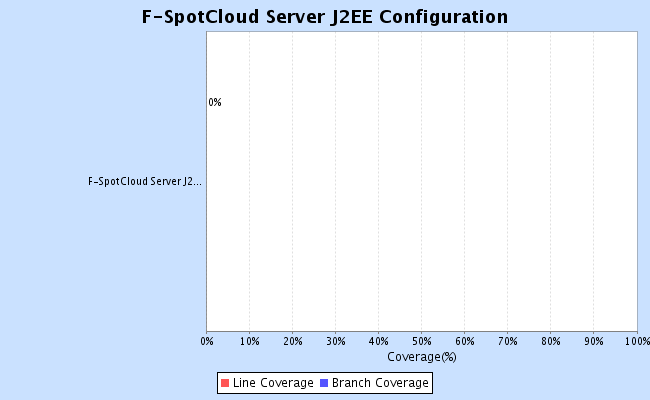 F-SpotCloud Server J2EE Configuration
0%
F-SpotCloud Server J2...
0% 10% 20% 30% 40% 50% 60% 70% 80% 90% 100%
Coverage(%)
Line Coverage Branch Coverage